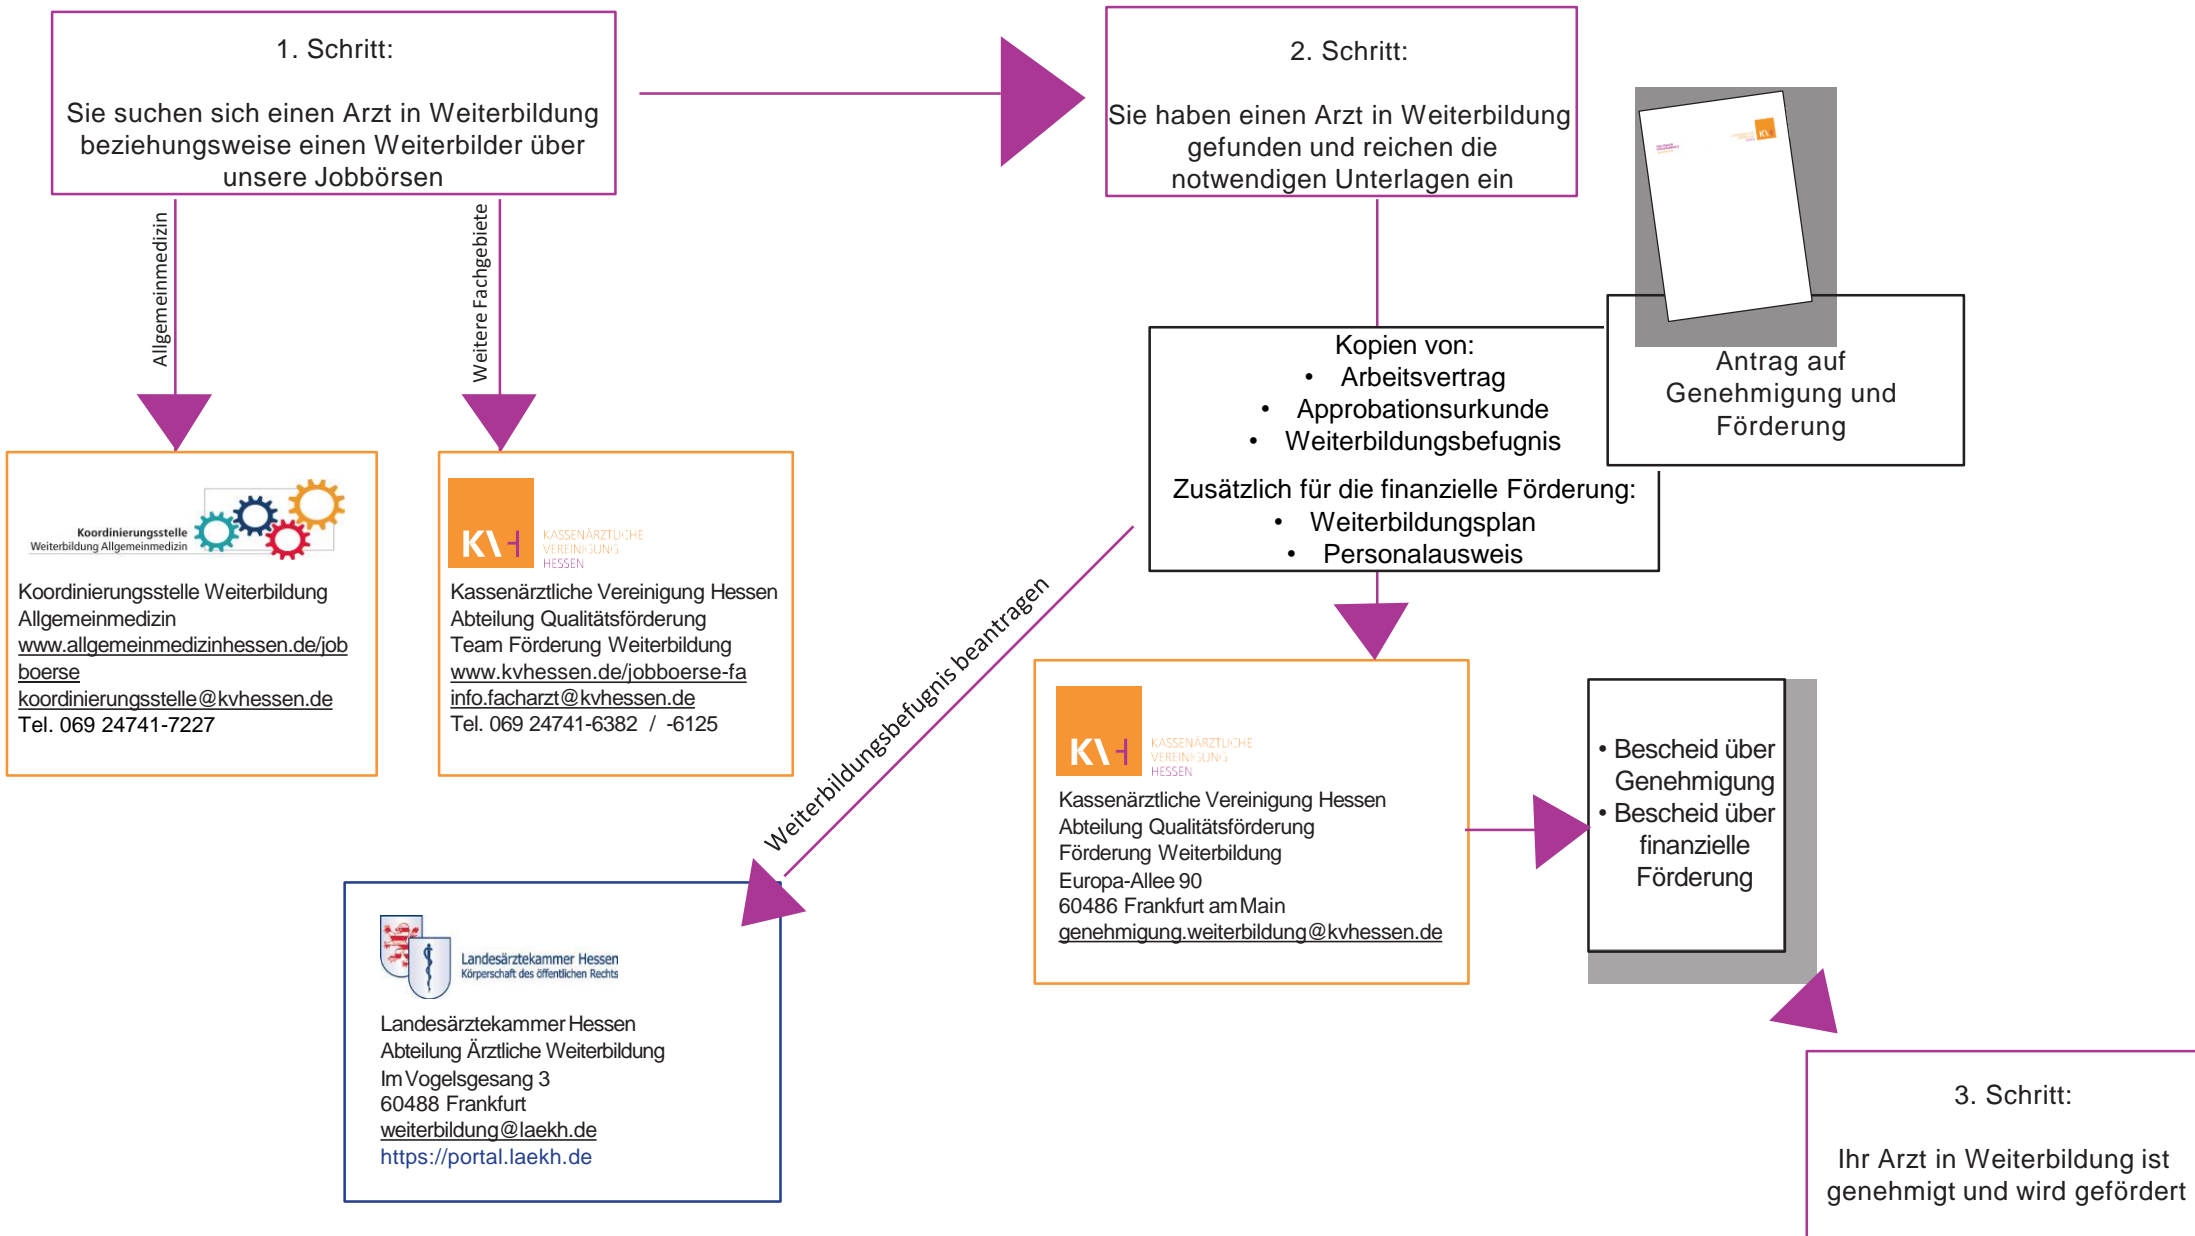 1. Schritt:
Sie suchen sich einen Arzt in Weiterbildung
beziehungsweise einen Weiterbilder über
unsere Jobbörsen
2. Schritt:
Sie haben einen Arzt in Weiterbildung
gefunden und reichen die
notwendigen Unterlagen ein
KVH
Allgemeinmedizin
Weitere Fachgebiete
Kopien von:
• Arbeitsvertrag
• Approbationsurkunde
• Weiterbildungsbefugnis
Zusätzlich für die finanzielle Förderung:
• Weiterbildungsplan
• Personalausweis
Antrag auf
Genehmigung und
Förderung
Koordinierungsstelle
Weiterbildung Allgemeinmedizin
Koordinierungsstelle Weiterbildung
Allgemeinmedizin
www.allgemeinmedizinhessen.de/job
boerse
koordinierungsstelle@kvhessen.de
Tel. 069 24741-7227
KVH
KASSENÄRZTLICHE
VEREINIGUNG
HESSEN
Kassenärztliche Vereinigung Hessen
Abteilung Qualitätsförderung
Team Förderung Weiterbildung
www.kvhessen.de/jobboerse-fa
info.facharzt@kvhessen.de
Tel. 069 24741-6382 / -6125
Weiterbildungsbefugnis beantragen
KVH
KASSENÄRZTLICHE
VEREINIGUNG
HESSEN
Kassenärztliche Vereinigung Hessen
Abteilung Qualitätsförderung
Förderung Weiterbildung
Europa-Allee 90
60486 Frankfurt am Main
genehmigung.weiterbildung@kvhessen.de
• Bescheid über
Genehmigung
• Bescheid über
finanzielle
Förderung
Landesärztekammer Hessen
Körperschaft des öffentlichen Rechts
Landesärztekammer Hessen
Abteilung Ärztliche Weiterbildung
Im Vogelsgesang 3
60488 Frankfurt
weiterbildung@laekh.de
https://portal.laekh.de
3. Schritt:
Ihr Arzt in Weiterbildung ist
genehmigt und wird gefördert